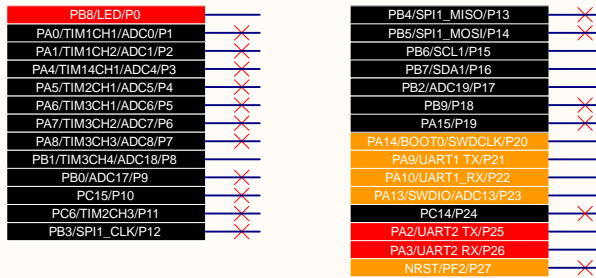 PB8/LED/P0
PA0/TIM1CH1/ADC0/P1
PA1/TIM1CH2/ADC1/P2
PA4/TIM14CH1/ADC4/P3
PA5/TIM2CH1/ADC5/P4
PA6/TIM3CH1/ADC6/P5
PA7/TIM3CH2/ADC7/P6
PA8/TIM3CH3/ADC8/P7
PB1/TIM3CH4/ADC18/P8
PB0/ADC17/P9
PC15/P10
PC6/TIM2CH3/P11
PB3/SPI1_CLK/P12
PB4/SPI1_MISO/P13
PB5/SPI1_MOSI/P14
PB6/SCL1/P15
PB7/SDA1/P16
PB2/ADC19/P17
PB9/P18
PA15/P19
PA14/BOOT0/SWDCLK/P20
PA9/UART1 TX/P21
PA10/UART1_RX/P22
PA13/SWDIO/ADC13/P23
PC14/P24
PA2/UART2 TX/P25
PA3/UART2 RX/P26
NRST/PF2/P27